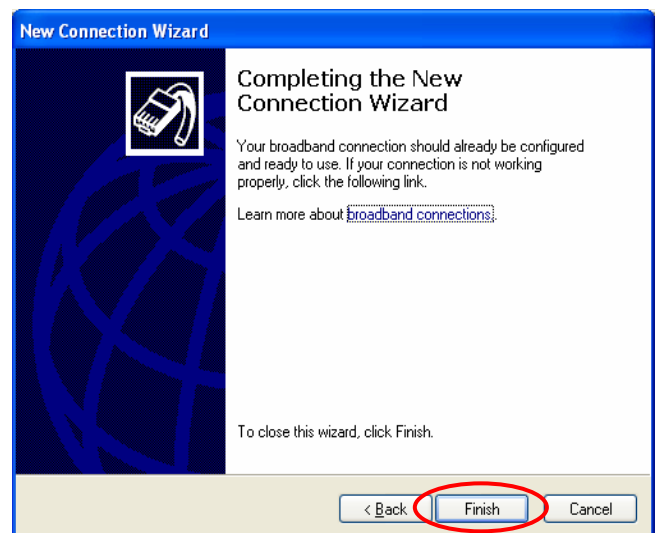 New Connection Wizard
Completing the New
Connection Wizard
Your broadband connection should already be configured
and ready to use. If your connection is not working
properly, click the following link.
Learn more about broadband connections.
To close this wizard, click Finish.
< Back
Finish
Cancel